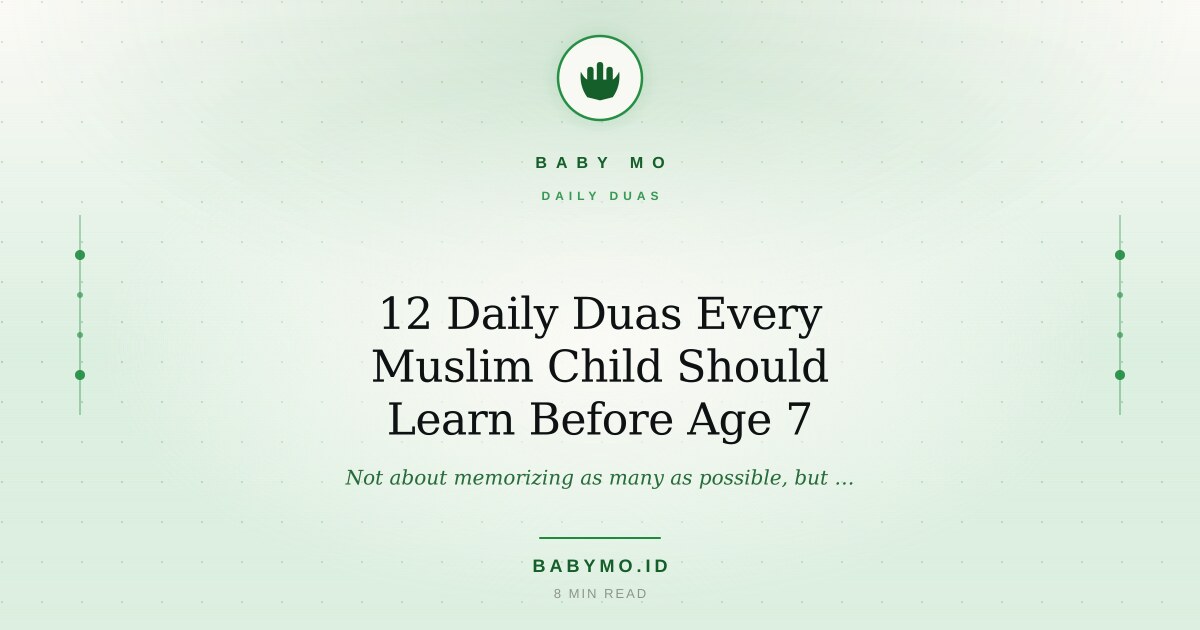 BABY MO
DAILY DUAS
12 Daily Duas Every
Muslim Child Should
Learn Before Age 7
Not about memorizing as many as possible, but ...
BABYMO.ID
8 MIN READ